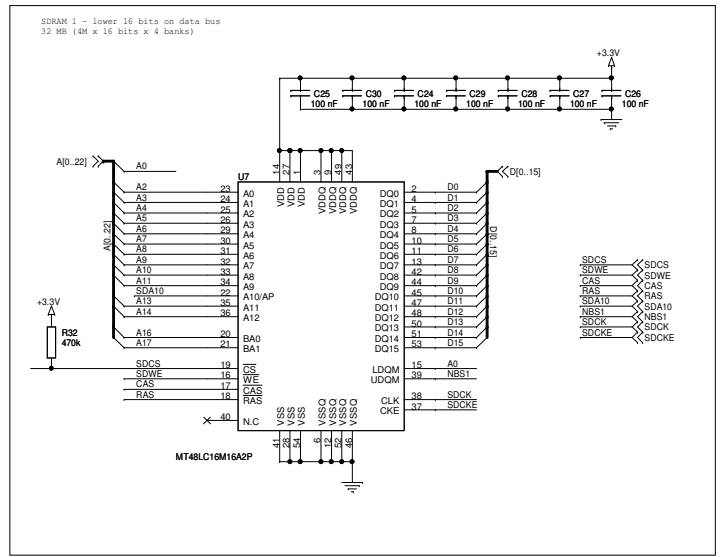 SDRAM 1 - lower 16 bits on data bus
32 MB (4M x 16 bits x 4 banks)
+3.3V
C25 C30 C24 C29 C28 C27 C26
100 nF 100 nF 100 nF 100 nF 100 nF 100 nF 100 nF
A[0..22]
A[0..22]
A0
U7
14 27 1 3 9 49 43
VDD VDD VDD VDDQ VDDQ VDDQ VDDQ
D[0..15]
D[0..15]
A2 23 A0 DQ0 2 D0
A3 24 A1 DQ1 4 D1
A4 25 A2 DQ2 5 D2
A5 26 A3 DQ3 7 D3
A6 29 A4 DQ4 8 D4
A7 30 A5 DQ5 10 D5
A8 31 A6 DQ6 11 D6
A9 32 A7 DQ7 13 D7
A10 33 A8 DQ8 42 D8
A11 34 A9 DQ9 44 D9
SDA10 22 A10/AP DQ10 45 D10
A13 35 A11 DQ11 47 D11
A14 36 A12 DQ12 48 D12
DQ13 50 D13
A16 20 BA0 DQ14 51 D14
A17 21 BA1 DQ15 53 D15
+3.3V
R32
470k
SDCS 19 CS LDQM 15 A0
SDWE 16 WE UDQM 39 NBS1
CAS 17 CAS
RAS 18 RAS CLK 38 SDCK
CKE 37 SDCKE
40 N.C
VSS VSS VSS VSSQ VSSQ VSSQ VSSQ
41 28 54 6 12 52 46
MT48LC16M16A2P
SDCS SDCS
SDWE SDWE
CAS CAS
RAS RAS
SDA10 SDA10
NBS1 NBS1
SDCK SDCK
SDCKE SDCKE